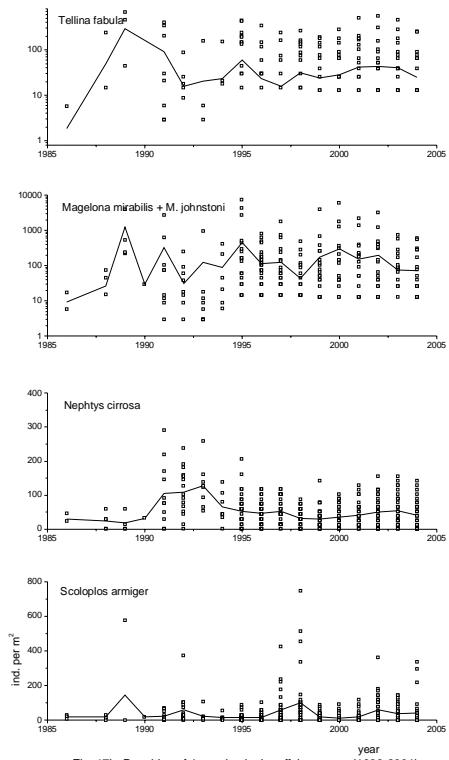 Tellina fabula
100
10
1
1985 1990 1995 2000 2005
Magelona mirabilis + M. johnstoni
10000
1000
100
10
1
1985 1990 1995 2000 2005
Nephtys cirrosa
400
300
200
100
0
1985 1990 1995 2000 2005
Scoloplos armiger
800
600
400
200
0
ind. per m²
1985 1990 1995 2000 2005
year